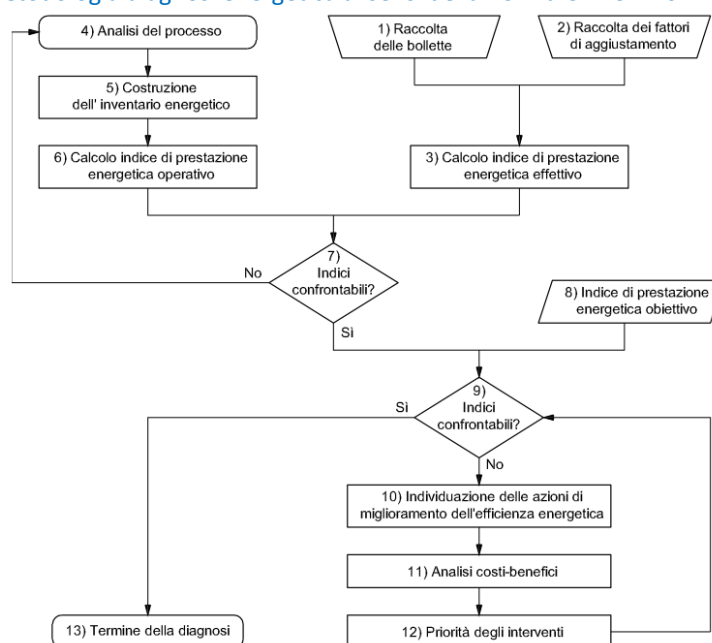 4) Analisi del processo
1) Raccolta
delle bollette
2) Raccolta dei fattori
di aggiustamento
5) Costruzione
dell' inventario energetico
6) Calcolo indice di prestazione
energetica operativo
3) Calcolo indice di prestazione
energetica effettivo
7)
Indici
confrontabili?
No
Sì
8) Indice di prestazione
energetica obiettivo
9)
Indici
confrontabili?
Sì
No
10) Individuazione delle azioni di
miglioramento dell'efficienza energetica
11) Analisi costi-benefici
12) Priorità degli interventi
13) Termine della diagnosi